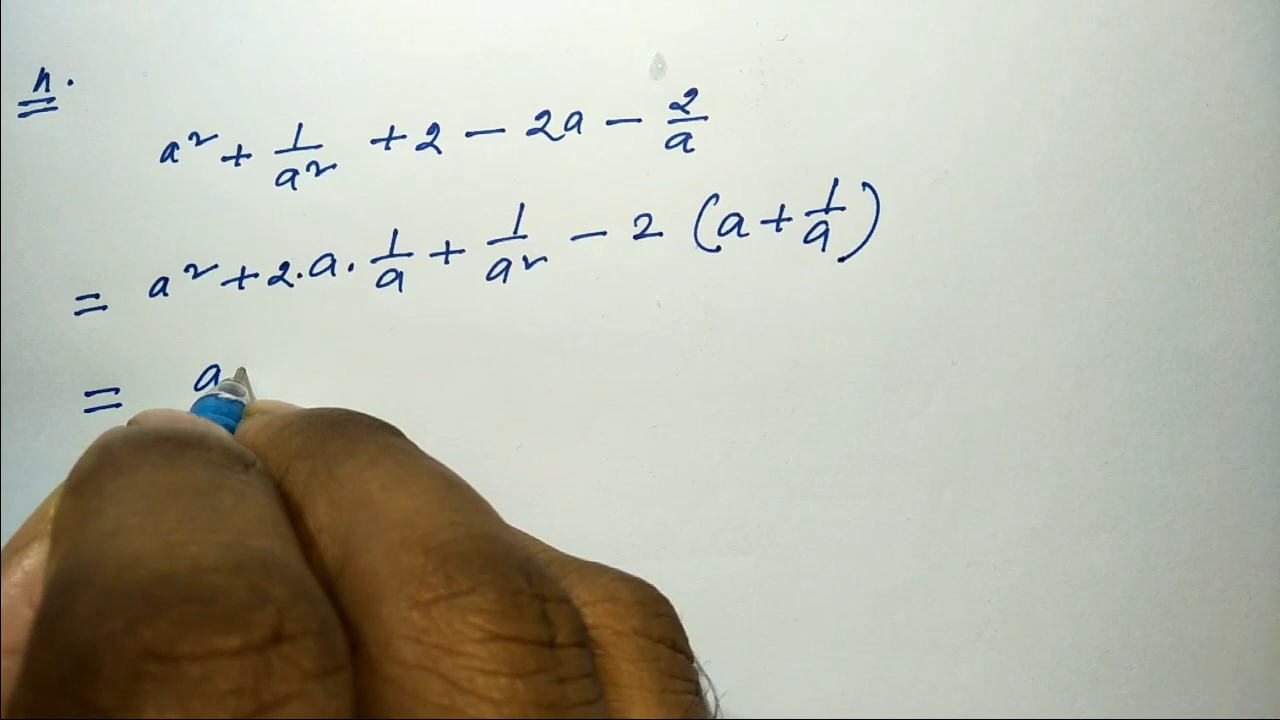 n.
a² + 1/a² + 2 − 2a − 2/a
= a² + 2.a. 1/a + 1/a² − 2 (a + 1/a)
= a